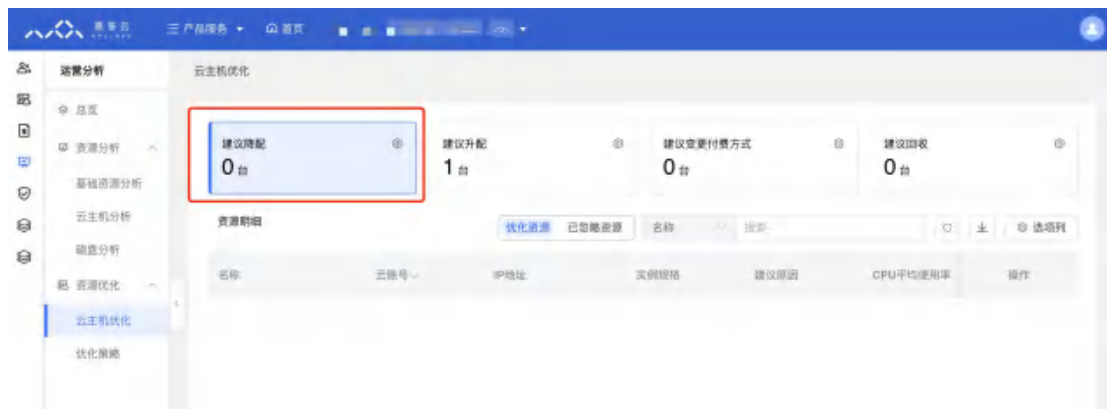 产品服务 首页
运营分析
总览
资源分析
基础资源分析
云主机分析
磁盘分析
资源优化
云主机优化
优化策略
云主机优化
建议降配
0 台
建议升配
1 台
建议变更付费方式
0 台
建议回收
0 台
资源明细 优化资源 已忽略资源 名称 搜索 选项列
名称 云账号 IP地址 实例规格 建议原因 CPU平均使用率 操作